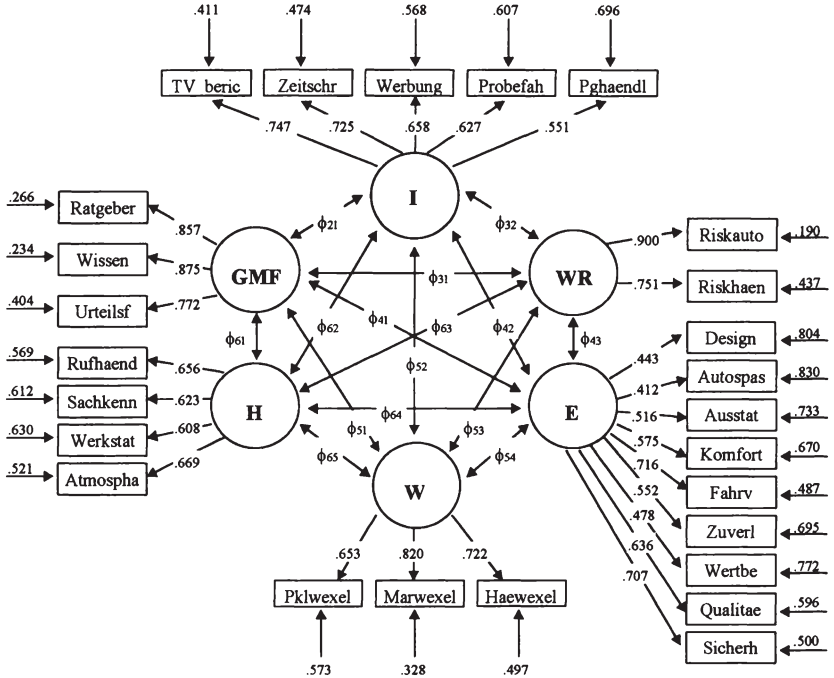 .411 .474 .568 .607 .696
TV beric Zeitschr Werbung Probefah Pghaendl
.747 .725 .658 .627 .551
I
.266 Ratgeber .857
.234 Wissen .875
.404 Urteilsf .772
GMF
ϕ21 ϕ32
WR
.900 Riskauto .190
.751 Riskhaen .437
ϕ31
ϕ61 ϕ62 ϕ41 ϕ63 ϕ42 ϕ43
ϕ52
.569 Rufhaend .656
.612 Sachkenn .623
.630 Werkstat .608
.521 Atmospha .669
H
E
ϕ64
ϕ65 ϕ51 ϕ53 ϕ54
W
.443 Design .804
.412 Autospas .830
.516 Ausstat .733
.575 Komfort .670
.716 Fahrv .487
.552 Zuverl .695
.478 Wertbe .772
.636 Qualitae .596
.707 Sicherh .500
.653 .820 .722
Pklwexel Marwexel Haewexel
.573 .328 .497